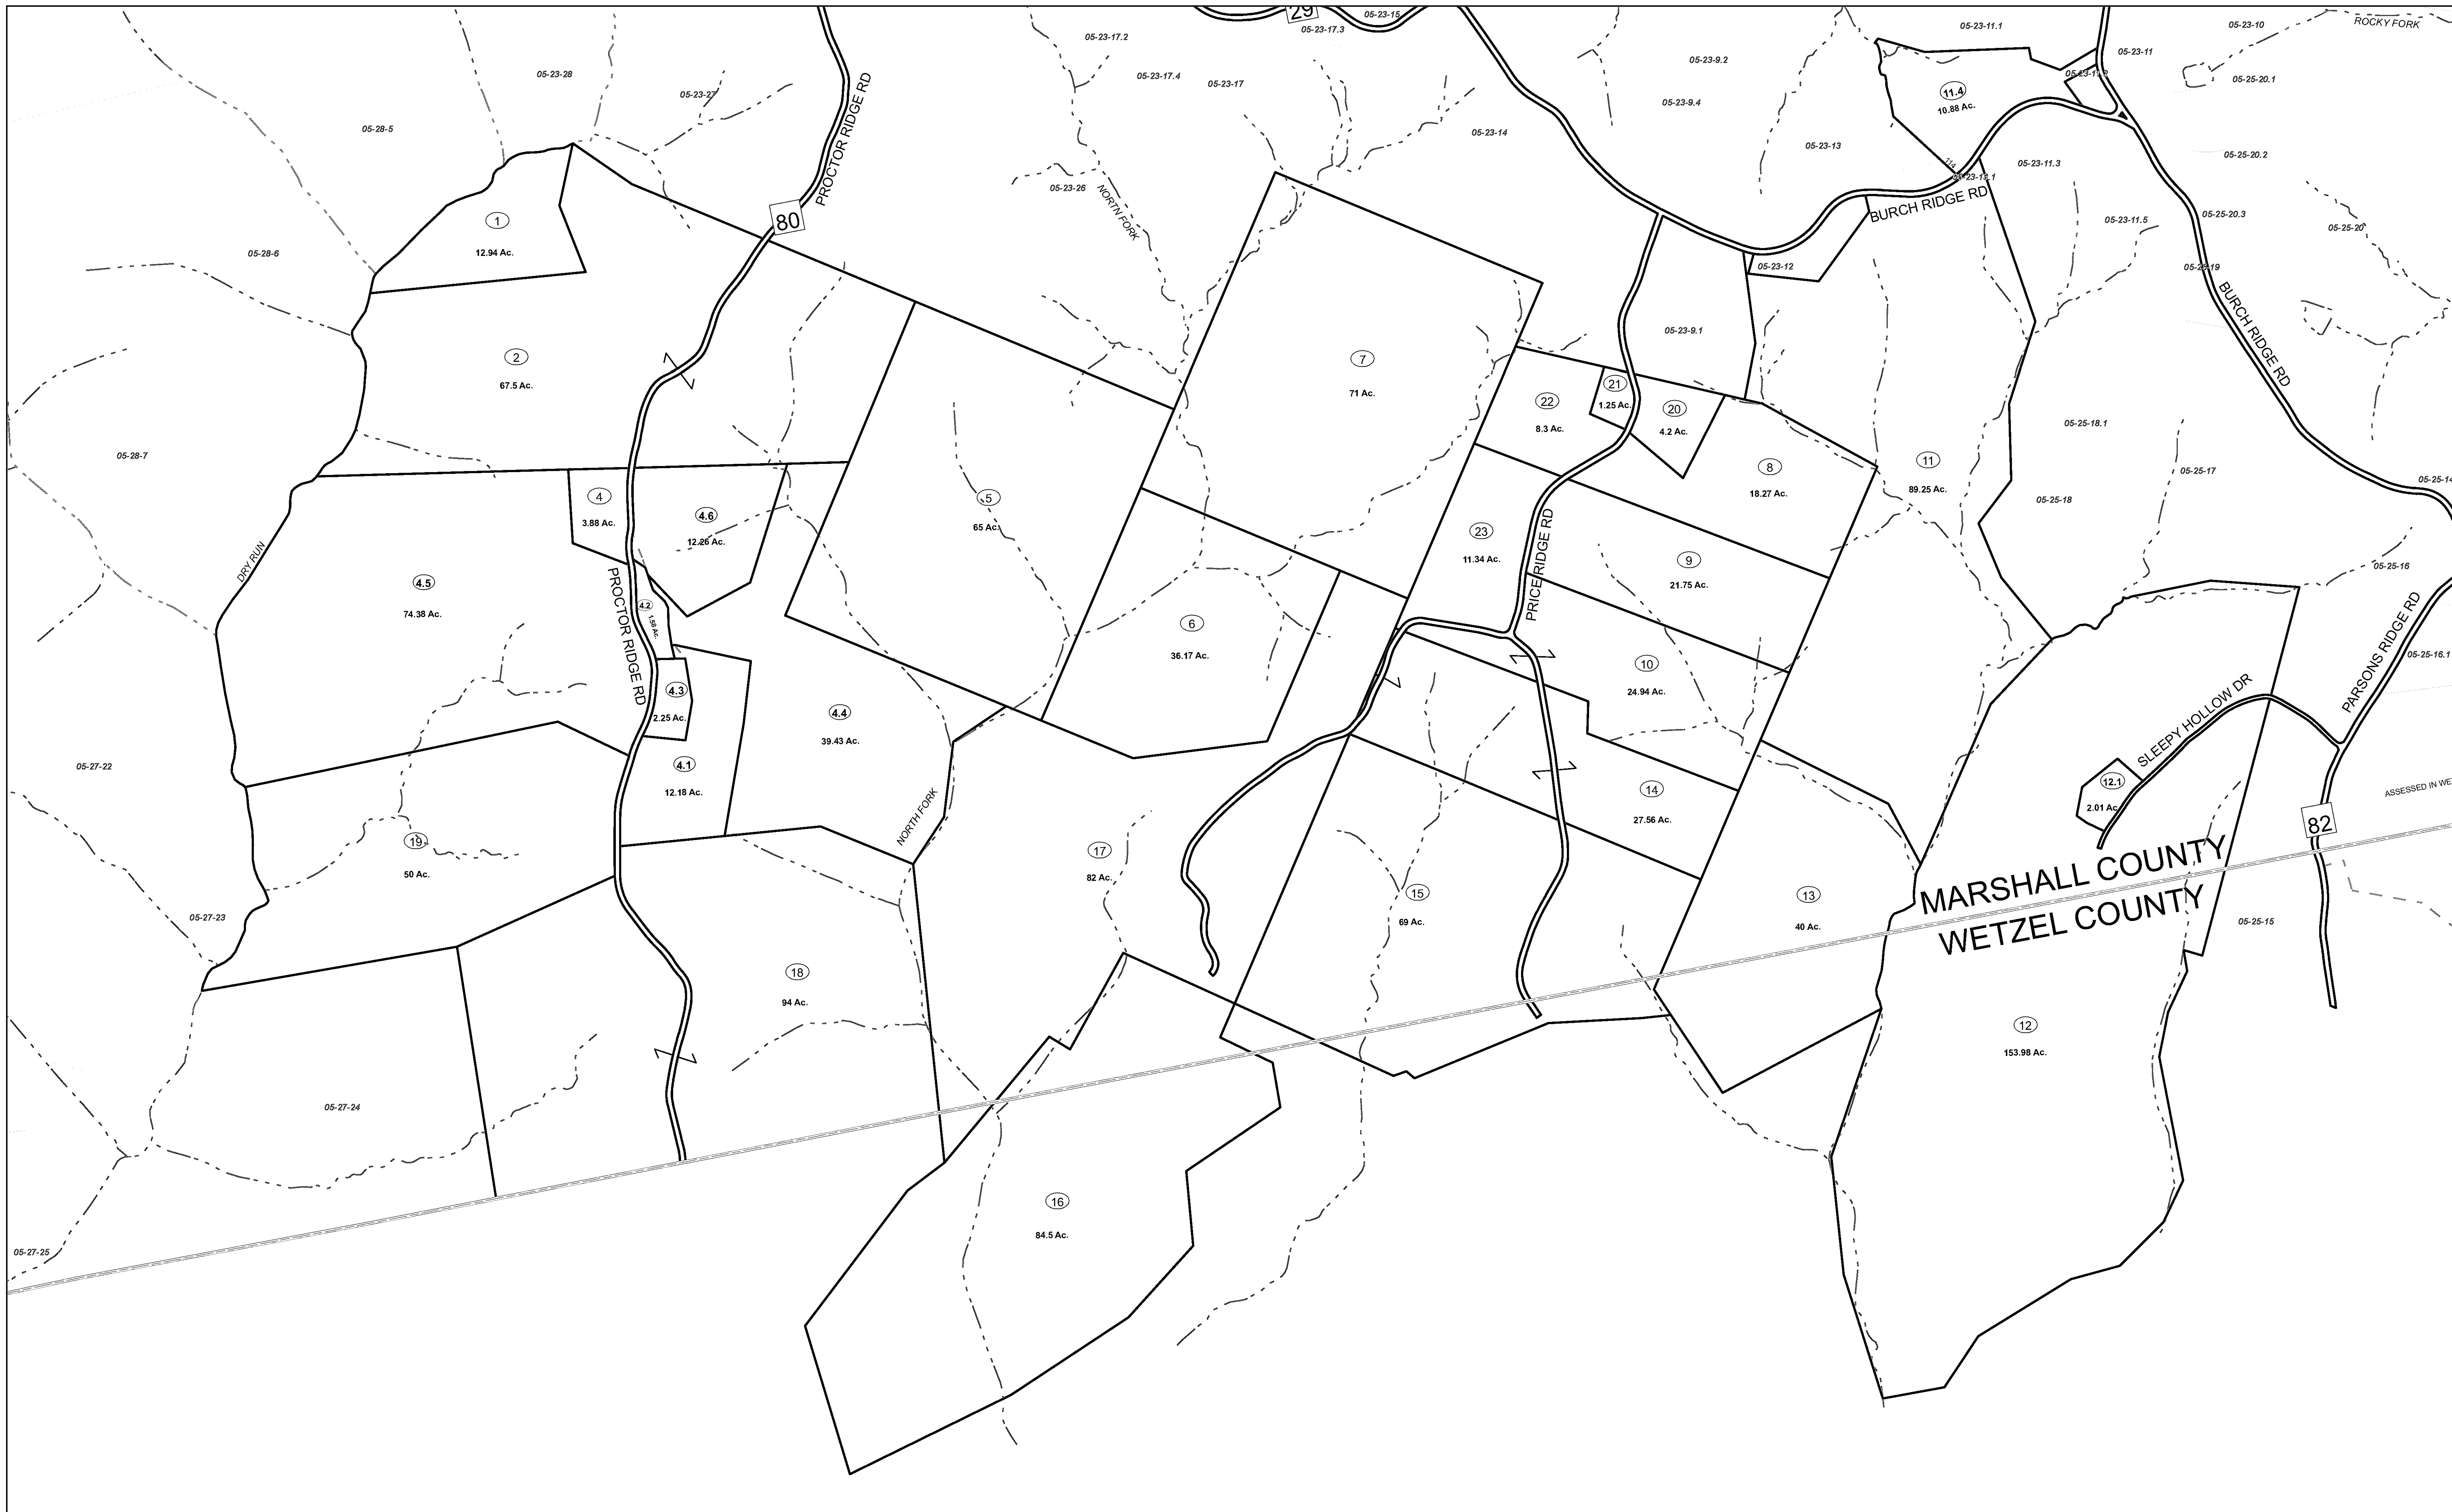 29
05-23-15
05-23-17.3
05-23-17.2
05-23-11.1
05-23-10
ROCKY FORK
05-23-11
05-23-9.2
05-23-28
05-23-17.4
05-23-17
05-23-27
05-25-20.1
11.4
10.88 Ac.
05-23-9.4
05-28-5
05-23-14
05-23-13
PROCTOR RIDGE RD
05-25-20.2
05-23-11.3
114
05-23-26
NORTN FORK
BURCH RIDGE RD
80
1
12.94 Ac.
05-28-6
05-23-11.5
05-25-20.3
05-25-20
05-23-12
BURCH RIDGE RD
05-23-9.1
2
67.5 Ac.
7
71 Ac.
21
1.25 Ac.
22
8.3 Ac.
20
4.2 Ac.
05-25-18.1
05-28-7
8
18.27 Ac.
11
89.25 Ac.
05-25-17
05-25-18
4
3.88 Ac.
4.6
12.26 Ac.
5
65 Ac.
23
11.34 Ac.
PRICE RIDGE RD
9
21.75 Ac.
DRY RUN
4.5
74.38 Ac.
05-25-16
PROCTOR RIDGE RD
4.2
1.58 Ac.
6
36.17 Ac.
10
24.94 Ac.
PARSONS RIDGE RD
05-25-16.1
4.3
2.25 Ac.
4.4
39.43 Ac.
SLEEPY HOLLOW DR
05-27-22
4.1
12.18 Ac.
12.1
2.01 Ac.
14
27.56 Ac.
ASSESSED IN
82
NORTH FORK
19
50 Ac.
17
82 Ac.
15
69 Ac.
13
40 Ac.
MARSHALL COUNTY
WETZEL COUNTY
05-27-23
05-25-15
18
94 Ac.
12
153.98 Ac.
05-27-24
16
84.5 Ac.
05-27-25